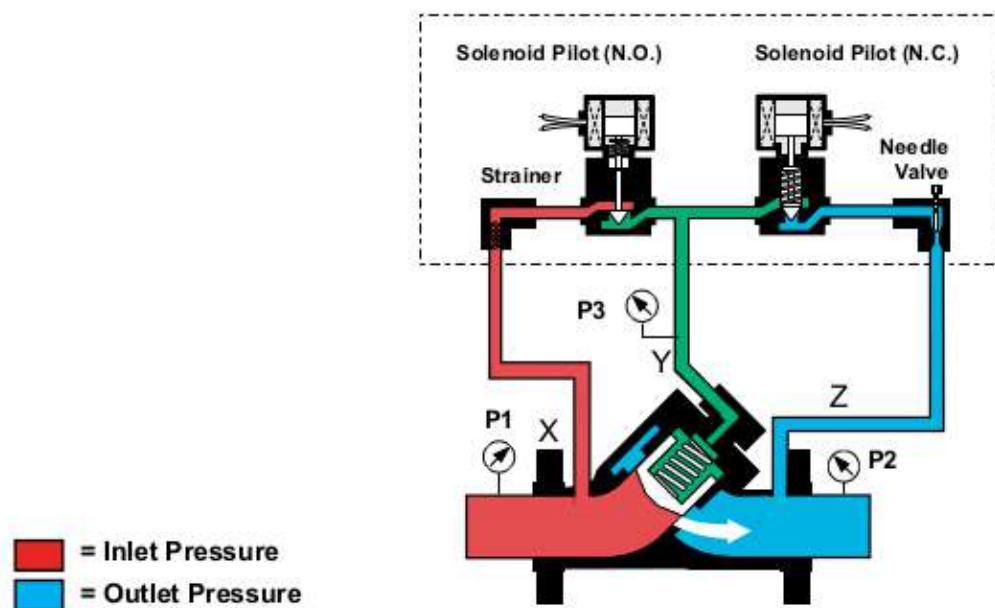 Solenoid Pilot (N.O.)
Solenoid Pilot (N.C.)
Needle
Valve
Strainer
P3
Y
Z
P1
X
P2
= Inlet Pressure
= Outlet Pressure